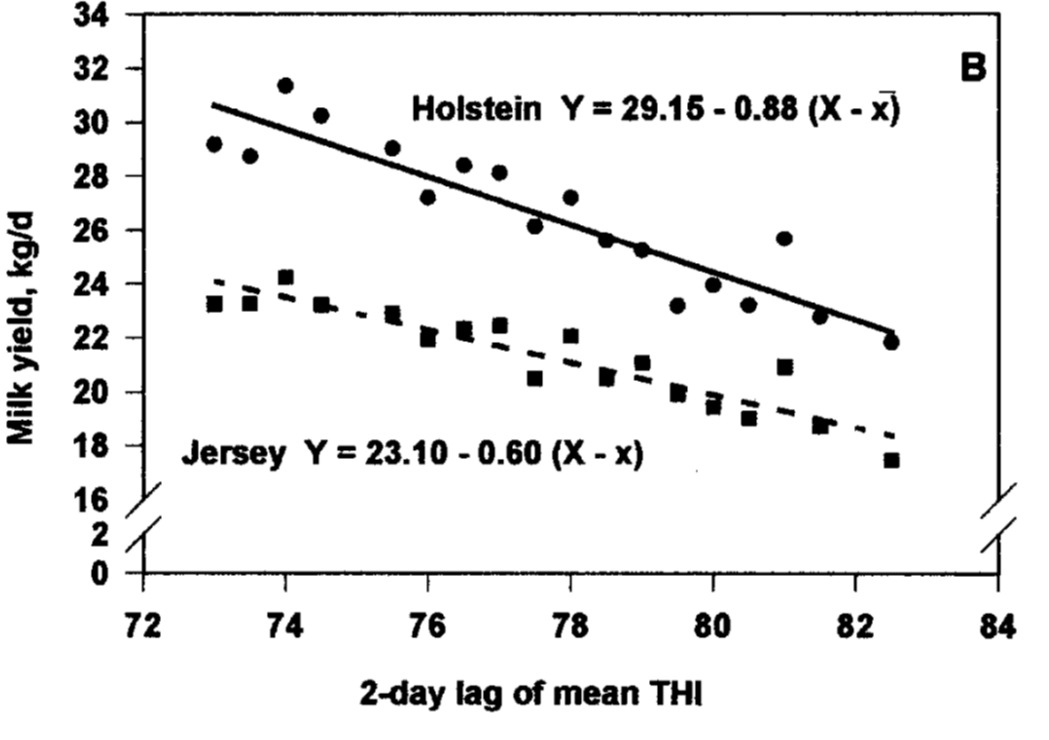 34
32
30
28
26
24
22
20
18
16
2
0
Milk yield, kg/d
B
Holstein Y = 29.15 - 0.88 (X - x̄)
Jersey Y = 23.10 - 0.60 (X - x)
72 74 76 78 80 82 84
2-day lag of mean THI